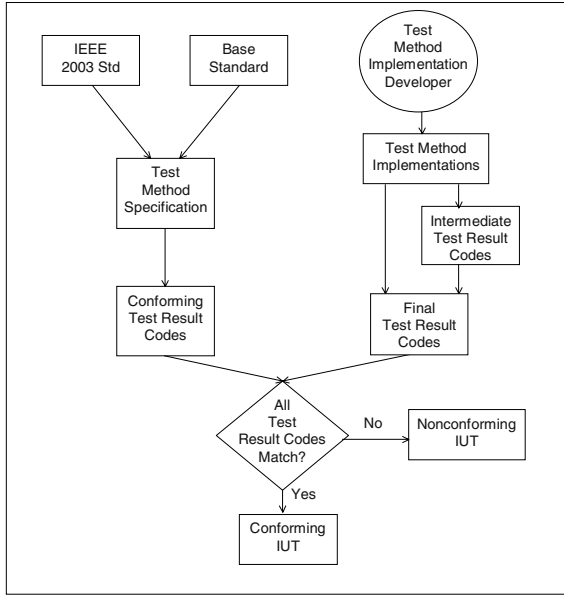 IEEE
2003 Std
Base
Standard
Test
Method
Implementation
Developer
Test
Method
Specification
Test Method
Implementations
Intermediate
Test Result
Codes
Conforming
Test Result
Codes
Final
Test Result
Codes
All
Test
Result Codes
Match?
No
Nonconforming
IUT
Yes
Conforming
IUT